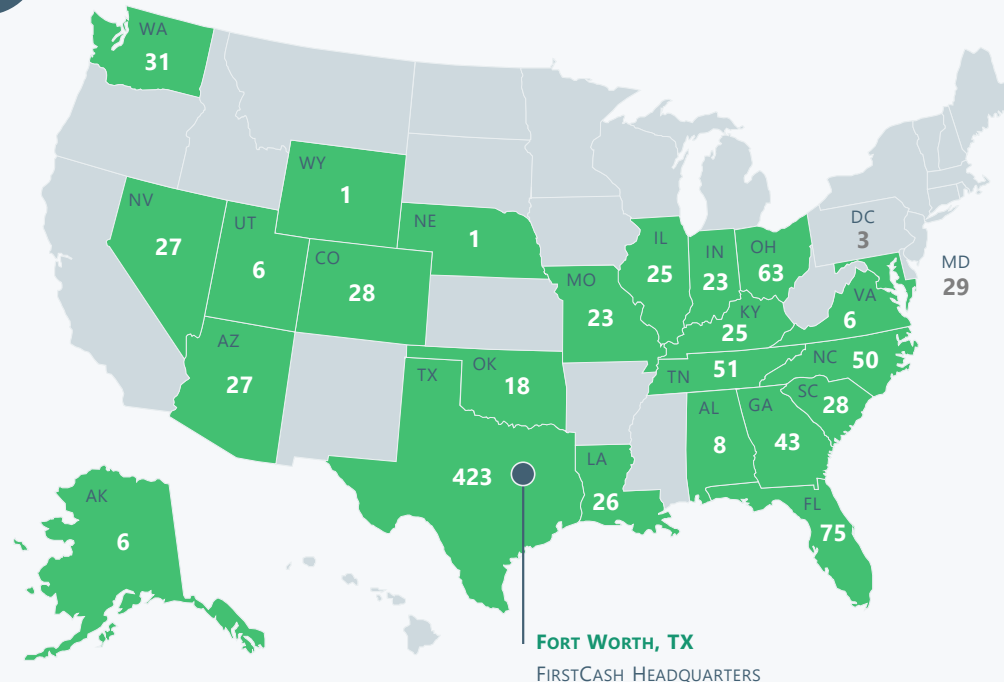 WA
31
WY
1
NV
27
UT
6
NE
1
CO
28
IL
25
IN
23
OH
63
DC
3
MD
29
MO
23
KY
25
VA
6
AZ
27
TX
OK
18
TN
51
NC
50
SC
28
AL
8
GA
43
423
LA
26
FL
75
AK
6
FORT WORTH, TX
FIRSTCASH HEADQUARTERS